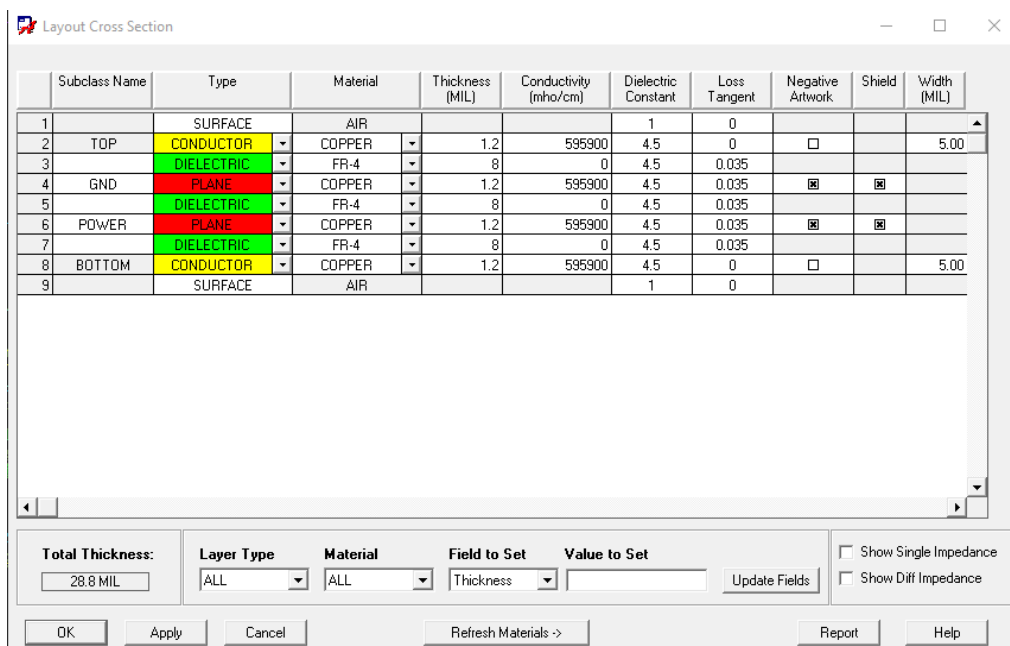 Layout Cross Section
Subclass Name Type Material Thickness (MIL) Conductivity (mho/cm) Dielectric Constant Loss Tangent Negative Artwork Shield Width (MIL)
1 SURFACE AIR 1 0
2 TOP CONDUCTOR COPPER 1.2 595900 4.5 0 5.00
3 DIELECTRIC FR-4 8 0 4.5 0.035
4 GND PLANE COPPER 1.2 595900 4.5 0.035
5 DIELECTRIC FR-4 8 0 4.5 0.035
6 POWER PLANE COPPER 1.2 595900 4.5 0.035
7 DIELECTRIC FR-4 8 0 4.5 0.035
8 BOTTOM CONDUCTOR COPPER 1.2 595900 4.5 0 5.00
9 SURFACE AIR 1 0
Total Thickness: Layer Type Material Field to Set Value to Set Show Single Impedance
28.8 MIL ALL ALL Thickness Update Fields Show Diff Impedance
OK Apply Cancel Refresh Materials -> Report Help